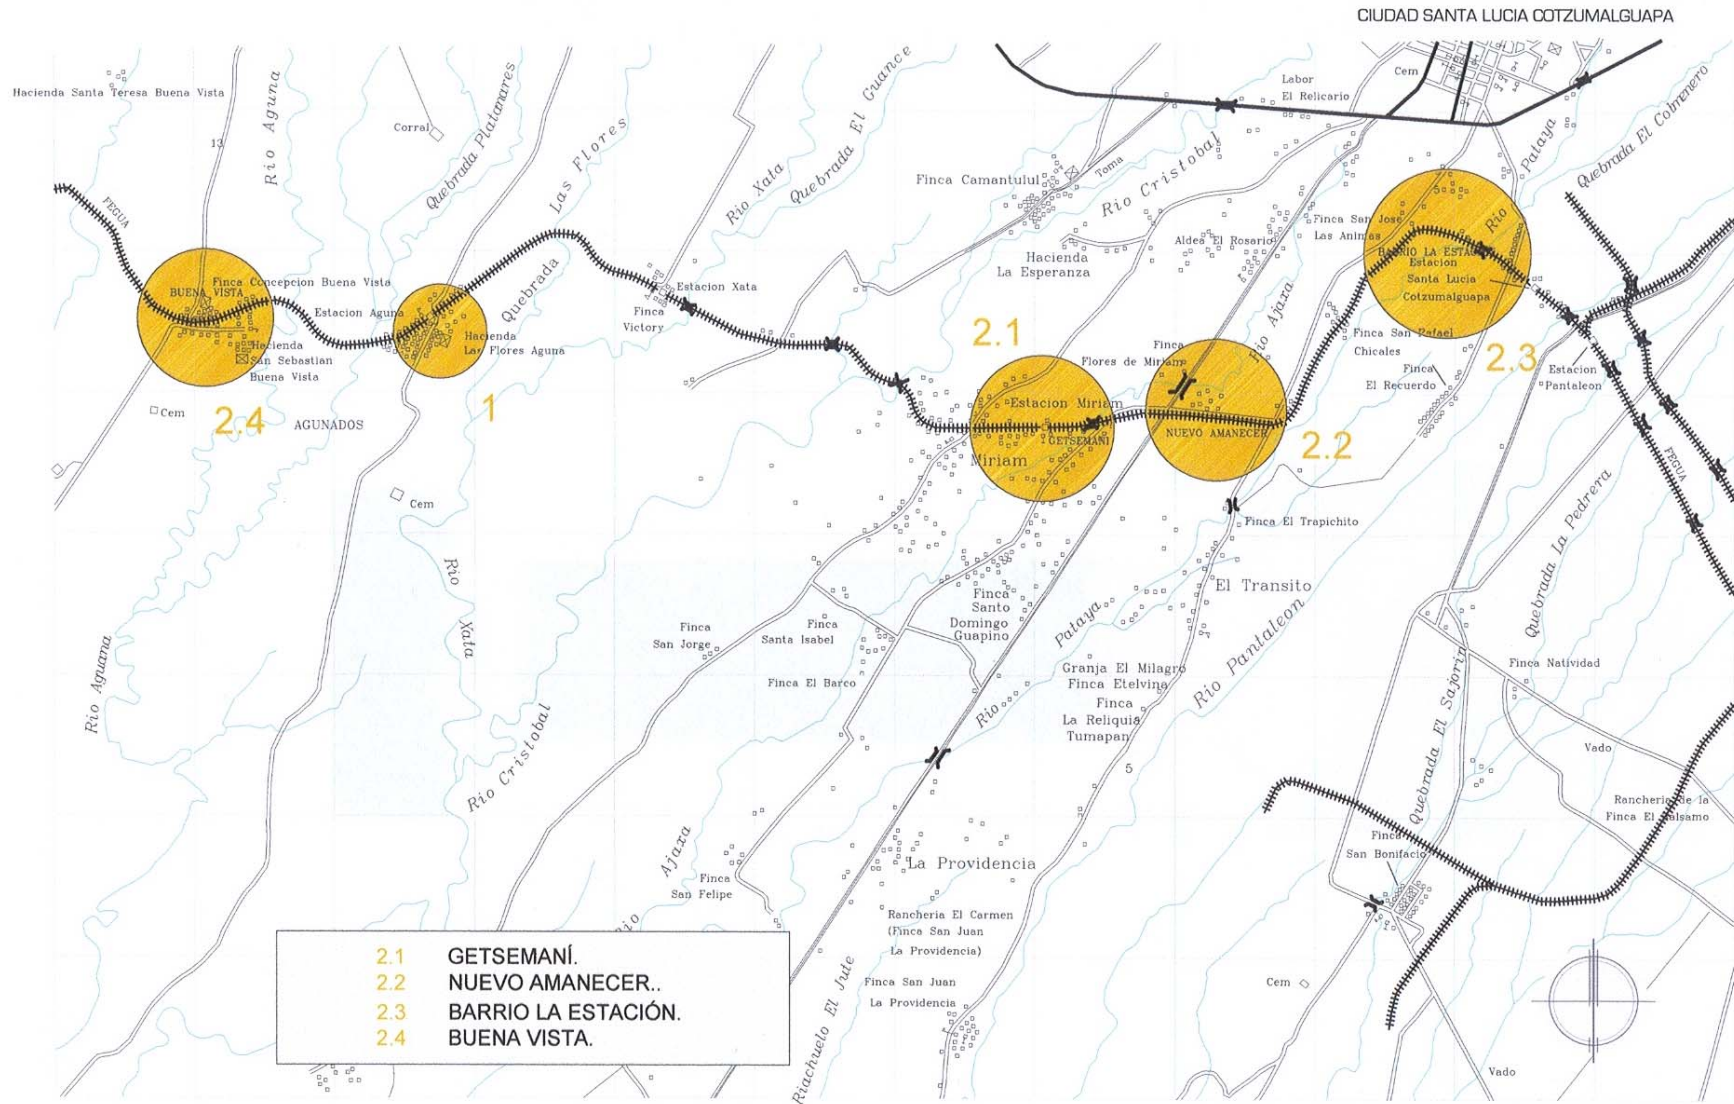 CIUDAD SANTA LUCIA COTZUMALGUAPA
Hacienda Santa Teresa Buena Vista
Rio Aguna
13
Corral
Quebrada Platanares
Las Flores
Quebrada
Rio Xata
Quebrada El Guance
Labor
El Relicario
Cem
Toma
Finca Camantulul
Rio Cristobal
Pataya
Rio
Quebrada El Colmenero
FEGUA
Finca San Jose
Las Animas
Aldea El Rosario
Hacienda
La Esperanza
5
BARRIO LA ESTACION
Estacion
Santa Lucia
Cotzumalguapa
Finca Concepcion Buena Vista
BUENA VISTA
Estacion Aguna
Estacion Xata
Finca
Victory
Hacienda
San Sebastian
Buena Vista
Hacienda
Las Flores Aguna
Rio Ajaxa
Finca San Rafael
Chicales
Finca
El Recuerdo
Estacion
Pantaleon
2.1
2.3
Finca
Flores de Miriam
Estacion Miriam
GETSEMANI
Miriam
NUEVO AMANECER
2.2
Cem
2.4
AGUNADOS
1
FEGUA
Cem
Finca El Trapichito
Quebrada La Pedrera
Rio Xata
El Transito
Finca
Santo
Domingo
Guapino
Pataya
Rio
Rio Pantaleon
Finca
San Jorge
Finca
Santa Isabel
Finca El Barco
Granja El Milagro
Finca Etelvina
Finca
La Reliquia
Tumapan
Finca Natividad
Rio Aguana
Rio Cristobal
Quebrada El Sajorin
Vado
5
Rancheria de la
Finca El Balsamo
Ajaxa
Rio
Finca
San Felipe
La Providencia
Finca
San Bonifacio
Rancheria El Carmen
(Finca San Juan
La Providencia)
Finca San Juan
La Providencia
Riachuelo El Jute
Cem
Vado
2.1 GETSEMANÍ.
2.2 NUEVO AMANECER..
2.3 BARRIO LA ESTACIÓN.
2.4 BUENA VISTA.